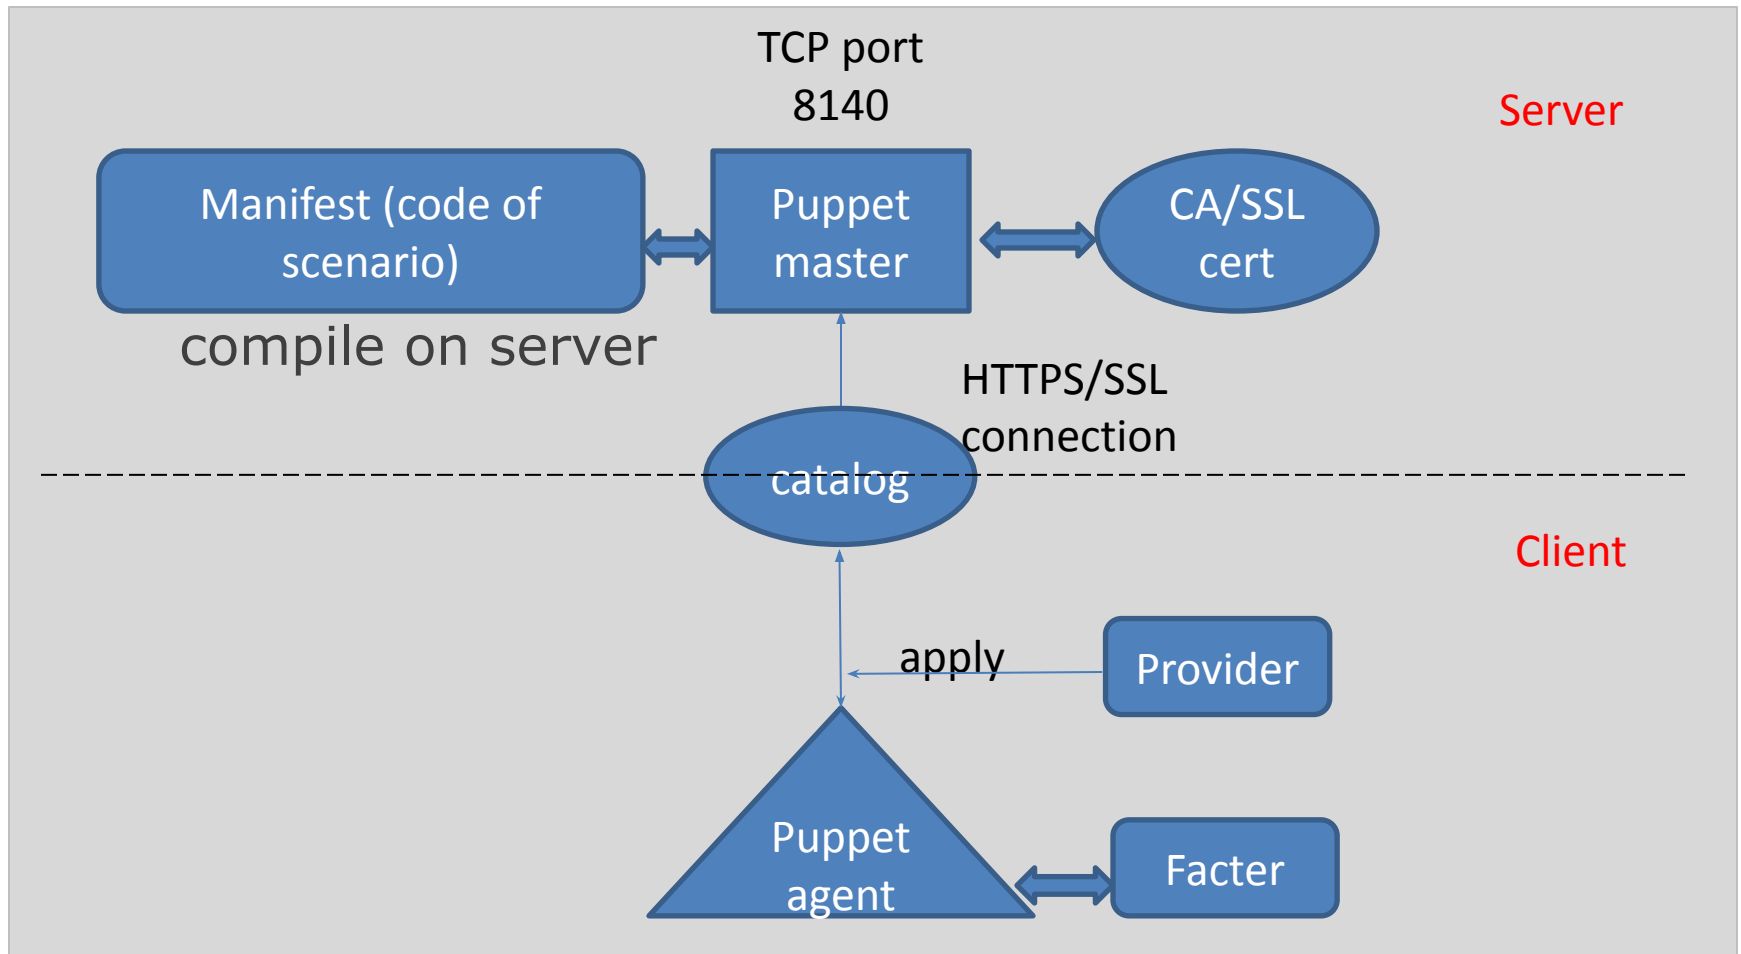 TCP port
8140
Server
Manifest (code of
scenario)
Puppet
master
CA/SSL
cert
compile on server
HTTPS/SSL
connection
catalog
Client
apply
Provider
Puppet
agent
Facter